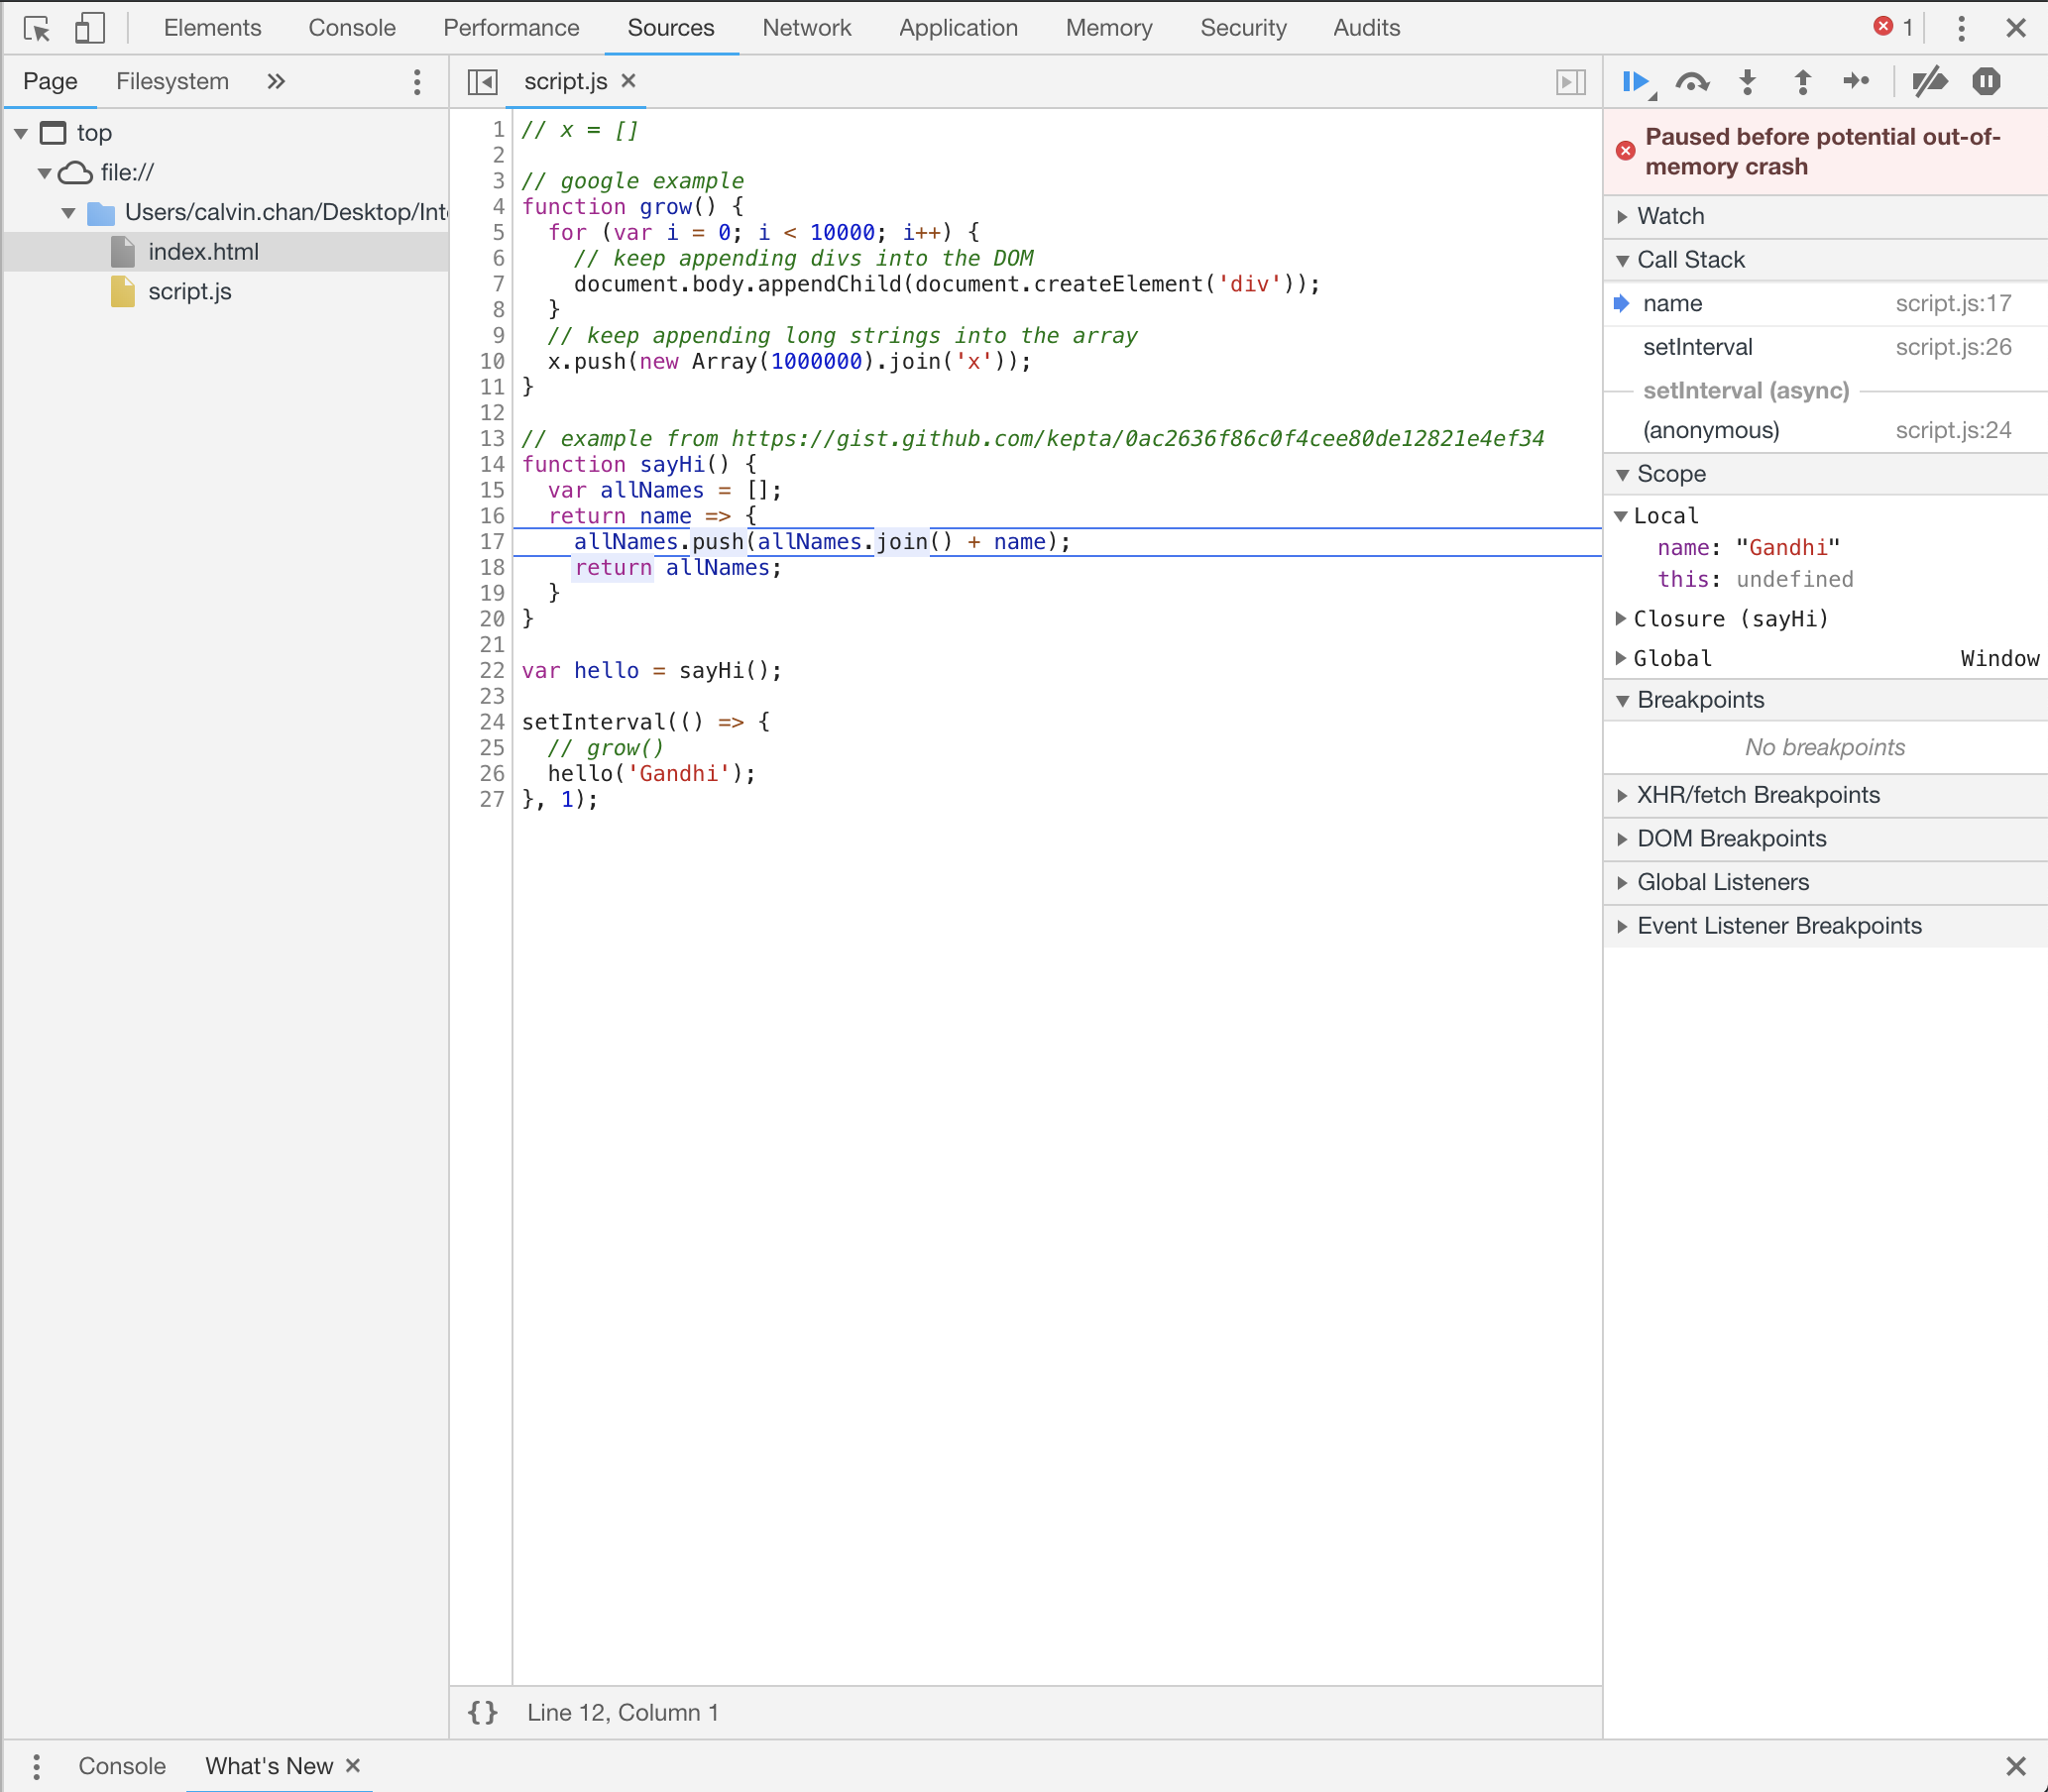 Elements Console Performance Sources Network Application Memory Security Audits 1
Page Filesystem
script.js
top
file://
Users/calvin.chan/Desktop/Int
index.html
script.js
1 // x = []
2
3 // google example
4 function grow() {
5   for (var i = 0; i < 10000; i++) {
6     // keep appending divs into the DOM
7     document.body.appendChild(document.createElement('div'));
8   }
9   // keep appending long strings into the array
10   x.push(new Array(1000000).join('x'));
11 }
12
13 // example from https://gist.github.com/kepta/0ac2636f86c0f4cee80de12821e4ef34
14 function sayHi() {
15   var allNames = [];
16   return name => {
17     allNames.push(allNames.join() + name);
18     return allNames;
19   }
20 }
21
22 var hello = sayHi();
23
24 setInterval(() => {
25   // grow()
26   hello('Gandhi');
27 }, 1);
{} Line 12, Column 1
Paused before potential out-of-
memory crash
Watch
Call Stack
name script.js:17
setInterval script.js:26
setInterval (async)
(anonymous) script.js:24
Scope
Local
name: "Gandhi"
this: undefined
Closure (sayHi)
Global Window
Breakpoints
No breakpoints
XHR/fetch Breakpoints
DOM Breakpoints
Global Listeners
Event Listener Breakpoints
Console What's New